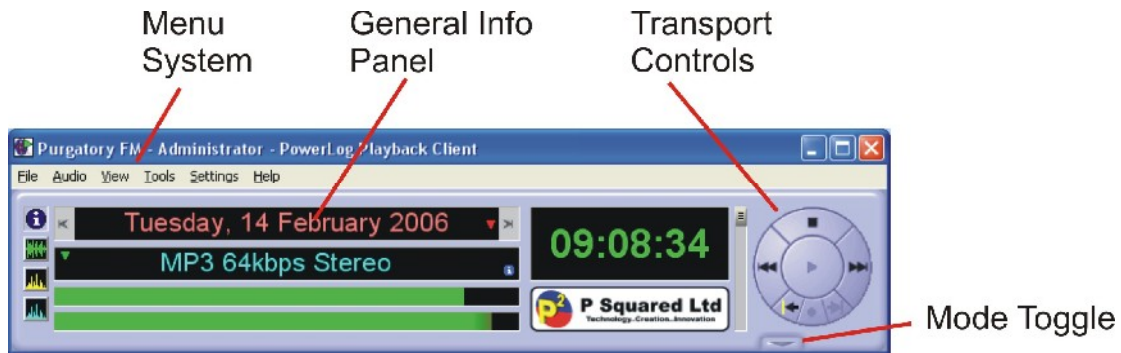 Menu
System
General Info
Panel
Transport
Controls
Purgatory FM - Administrator - PowerLog Playback Client
File Audio View Tools Settings Help
Tuesday, 14 February 2006
MP3 64kbps Stereo
09:08:34
P2 P Squared Ltd
Technology..Creation..Innovation
Mode Toggle